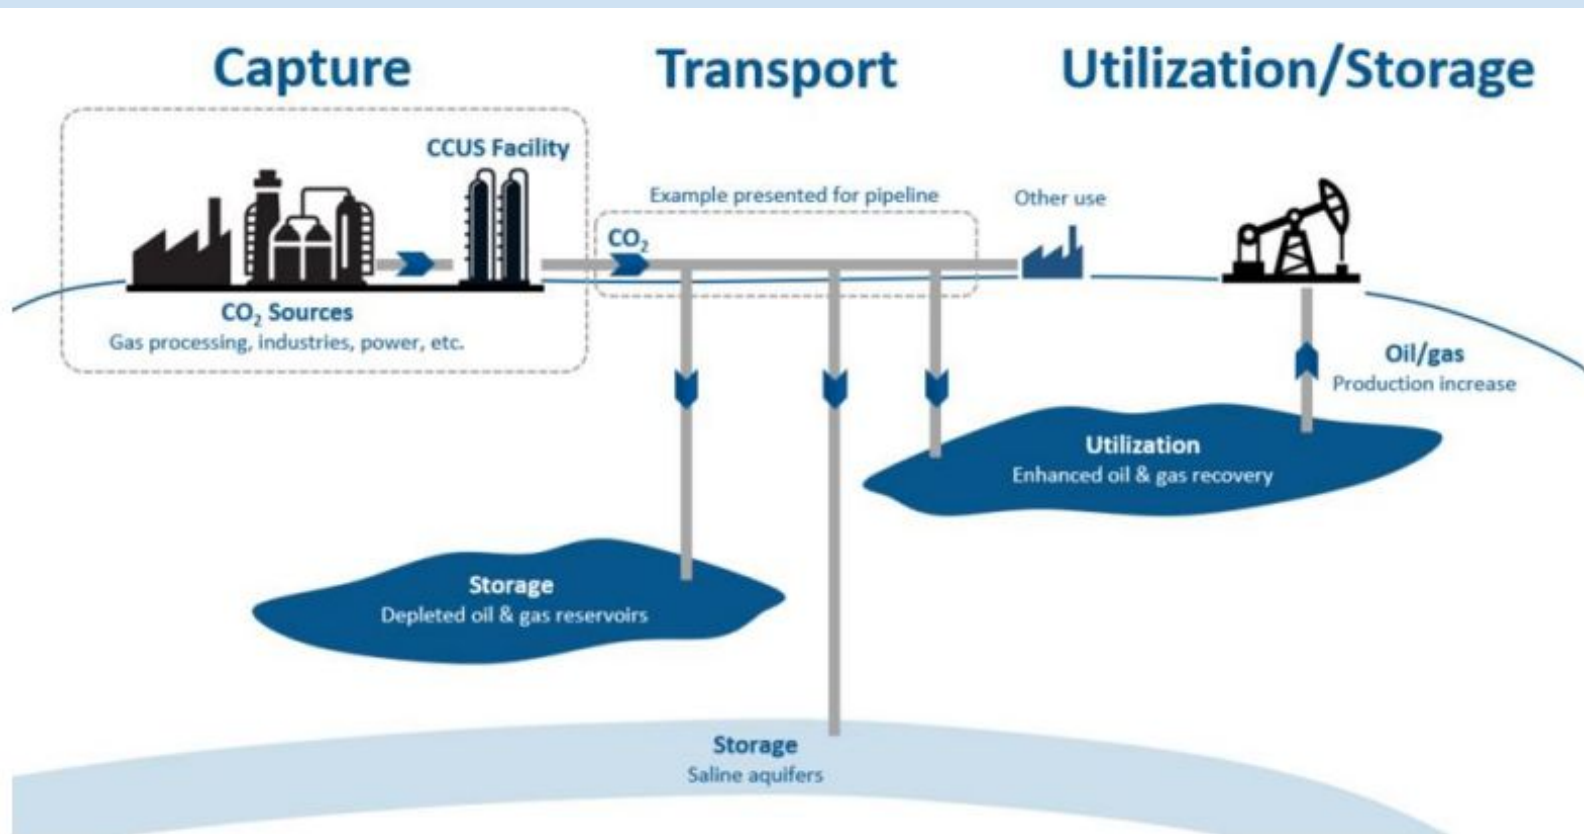 Capture
Transport
Utilization/Storage
CCUS Facility
Example presented for pipeline
Other use
CO₂
CO₂ Sources
Gas processing, industries, power, etc.
Oil/gas
Production increase
Utilization
Enhanced oil & gas recovery
Storage
Depleted oil & gas reservoirs
Storage
Saline aquifers